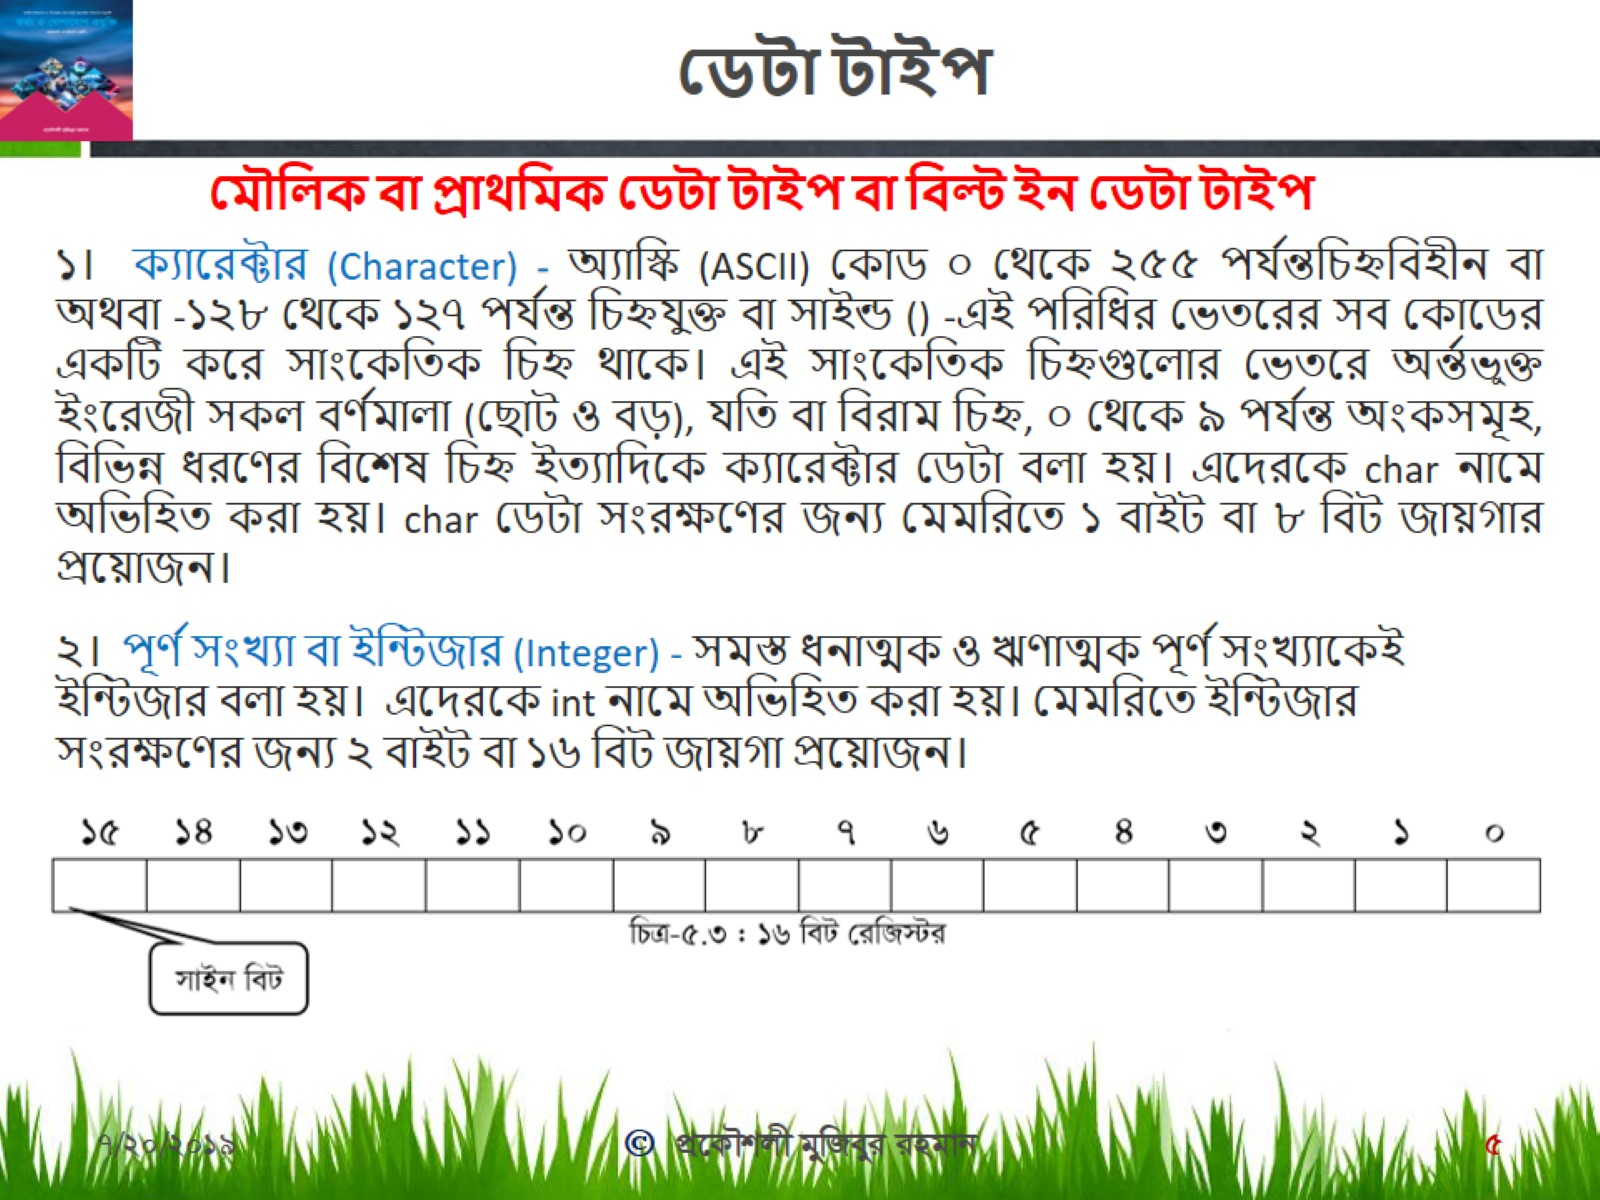 ডেটা টাইপ
মৌলিক বা প্রাথমিক ডেটা টাইপ বা বিল্ট ইন ডেটা টাইপ
১। ক্যারেক্টার (Character) - অ্যাস্কি (ASCII) কোড ০ থেকে ২৫৫ পর্যন্তচিহ্নবিহীন বা
অথবা -১২৮ থেকে ১২৭ পর্যন্ত চিহ্নযুক্ত বা সাইন্ড () -এই পরিধির ভেতরের সব কোডের
একটি করে সাংকেতিক চিহ্ন থাকে। এই সাংকেতিক চিহ্নগুলোর ভেতরে অর্ন্তভুক্ত
ইংরেজী সকল বর্ণমালা (ছোট ও বড়), যতি বা বিরাম চিহ্ন, ০ থেকে ৯ পর্যন্ত অংকসমূহ,
বিভিন্ন ধরণের বিশেষ চিহ্ন ইত্যাদিকে ক্যারেক্টার ডেটা বলা হয়। এদেরকে char নামে
অভিহিত করা হয়। char ডেটা সংরক্ষণের জন্য মেমরিতে ১ বাইট বা ৮ বিট জায়গার
প্রয়োজন।
২। পূর্ণ সংখ্যা বা ইন্টিজার (Integer) - সমস্ত ধনাত্মক ও ঋণাত্মক পূর্ণ সংখ্যাকেই
ইন্টিজার বলা হয়। এদেরকে int নামে অভিহিত করা হয়। মেমরিতে ইন্টিজার
সংরক্ষণের জন্য ২ বাইট বা ১৬ বিট জায়গা প্রয়োজন।
১৫ ১৪ ১৩ ১২ ১১ ১০ ৯ ৮ ৭ ৬ ৫ ৪ ৩ ২ ১ ০
চিত্র-৫.৩ : ১৬ বিট রেজিস্টর
সাইন বিট
৭/২০/২০১৯ © প্রকৌশলী মুজিবুর রহমান ৫